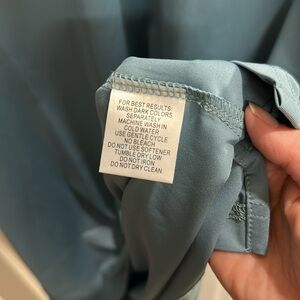 FOR BEST RESULTS:
WASH DARK COLORS
SEPARATELY
MACHINE WASH IN
COLD WATER
USE GENTLE CYCLE
NO BLEACH
DO NOT USE SOFTENER
TUMBLE DRY LOW
DO NOT IRON
DO NOT DRY CLEAN